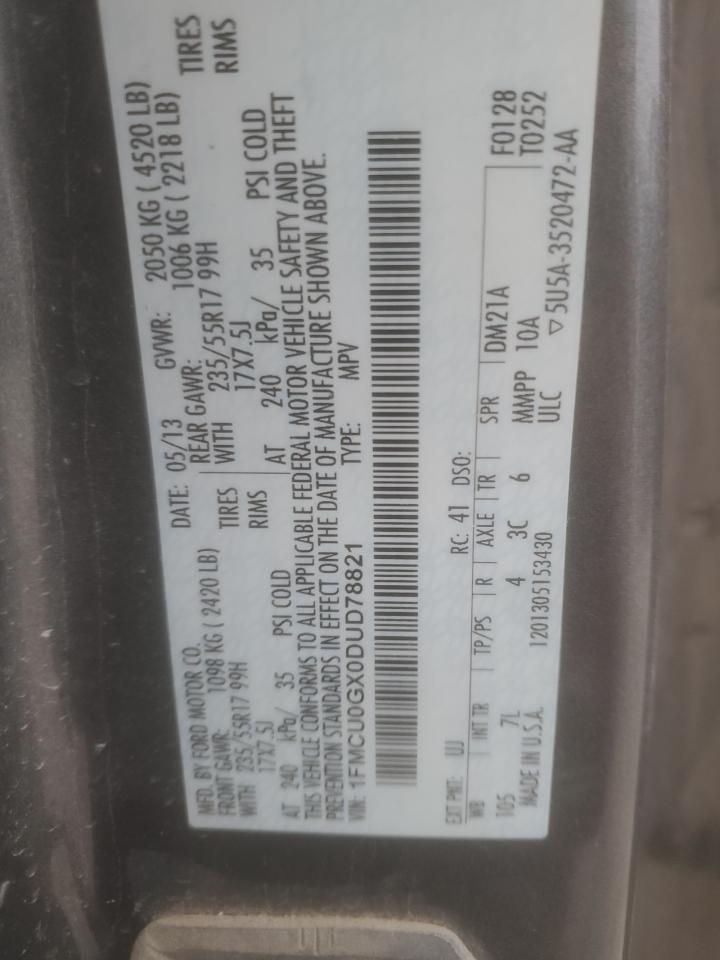 MFD. BY FORD MOTOR CO.
DATE: 05/13 GVWR: 2050 KG ( 4520 LB)
FRONT GAWR: 1098 KG ( 2420 LB)
REAR GAWR: 1006 KG ( 2218 LB)
WITH 235/55R17 99H TIRES
WITH 235/55R17 99H TIRES
17X7.5J RIMS
17X7.5J RIMS
AT 240 kPa/ 35 PSI COLD
AT 240 kPa/ 35 PSI COLD
THIS VEHICLE CONFORMS TO ALL APPLICABLE FEDERAL MOTOR VEHICLE SAFETY AND THEFT
PREVENTION STANDARDS IN EFFECT ON THE DATE OF MANUFACTURE SHOWN ABOVE.
VIN: 1FMCU0GX0DUD78821 TYPE: MPV
EXT PNT: UJ RC: 41 DSO:
WB INT TR TP/PS R AXLE TR SPR DM21A F0128
105 7L 4 3C 6 MMPP 10A T0252
MADE IN U.S.A. 1201305153430 ULC ▽5U5A-3520472-AA